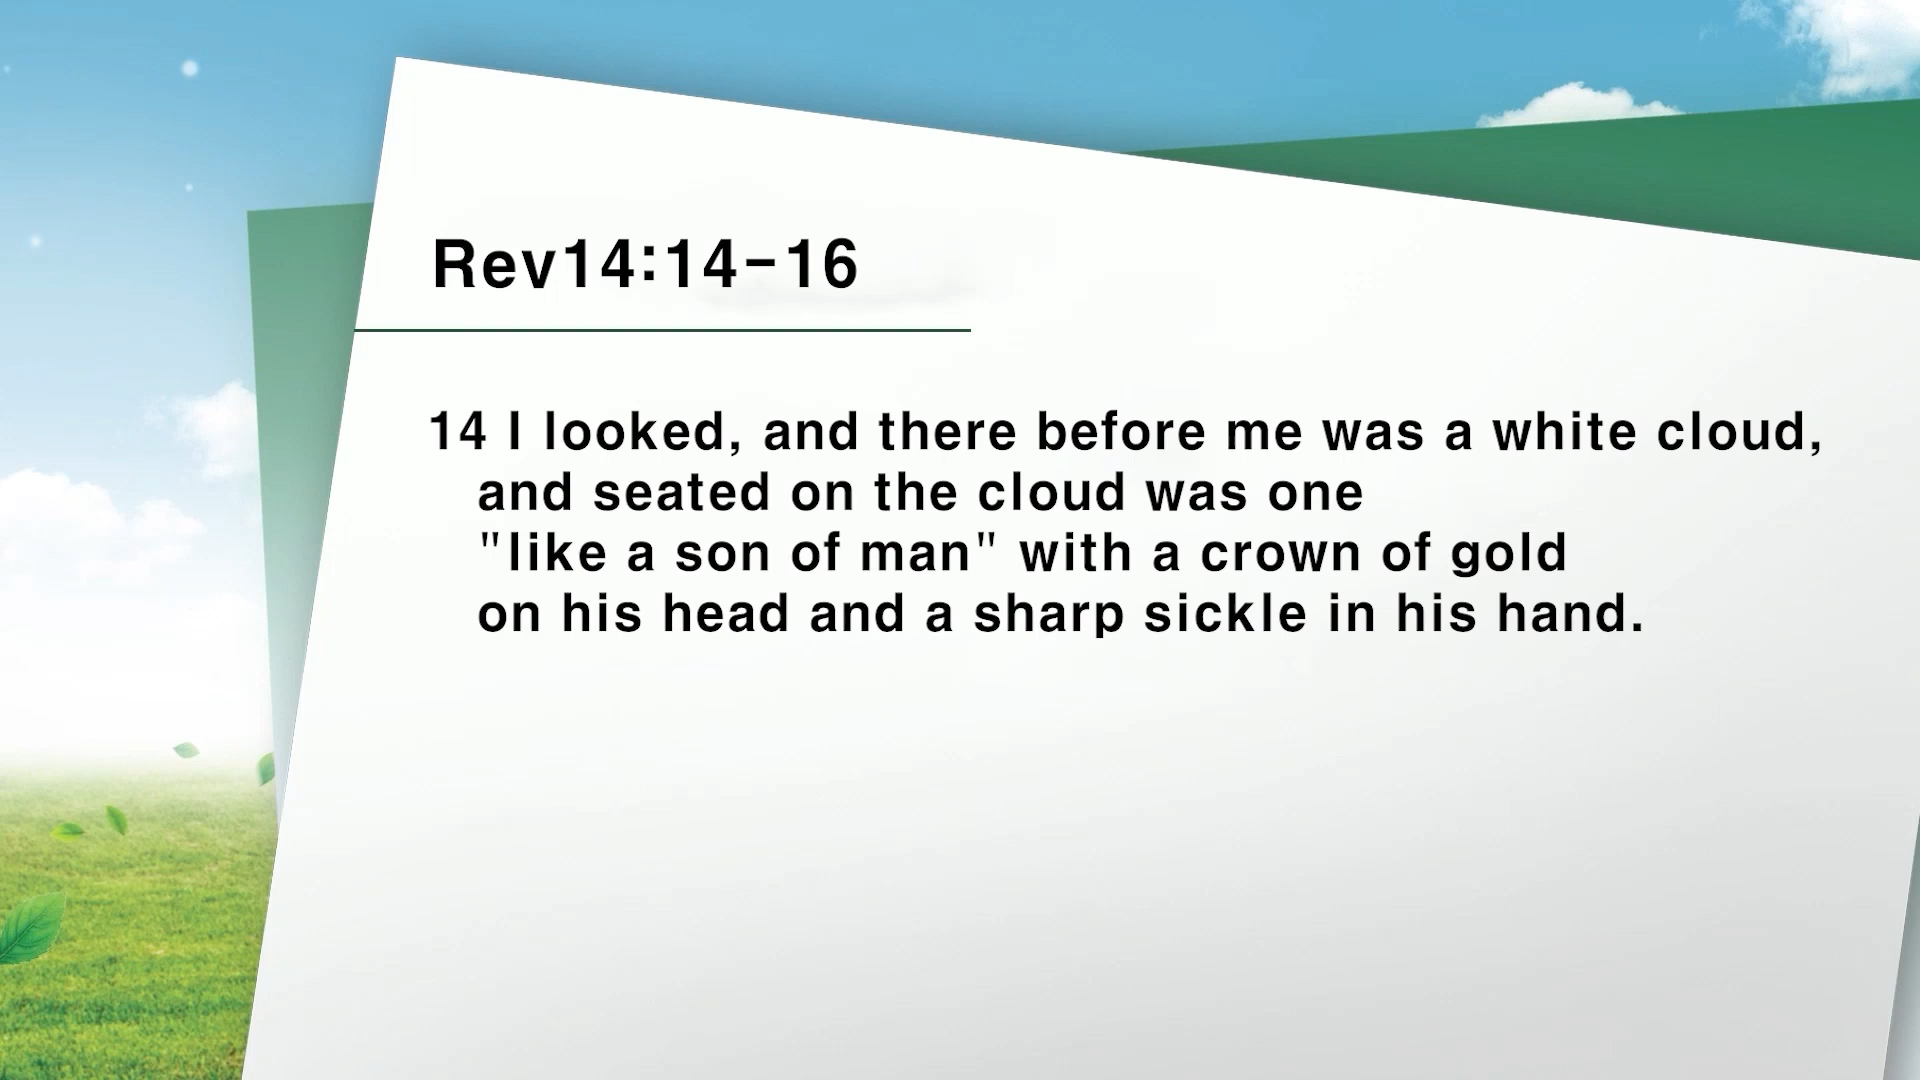 Rev14:14-16
14 I looked, and there before me was a white cloud,
and seated on the cloud was one
"like a son of man" with a crown of gold
on his head and a sharp sickle in his hand.